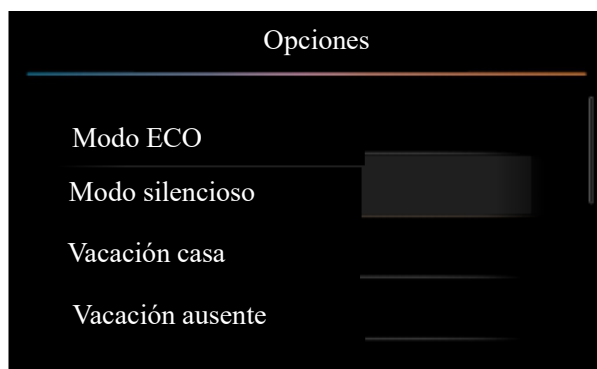 Opciones
Modo ECO
Modo silencioso
Vacación casa
Vacación ausente